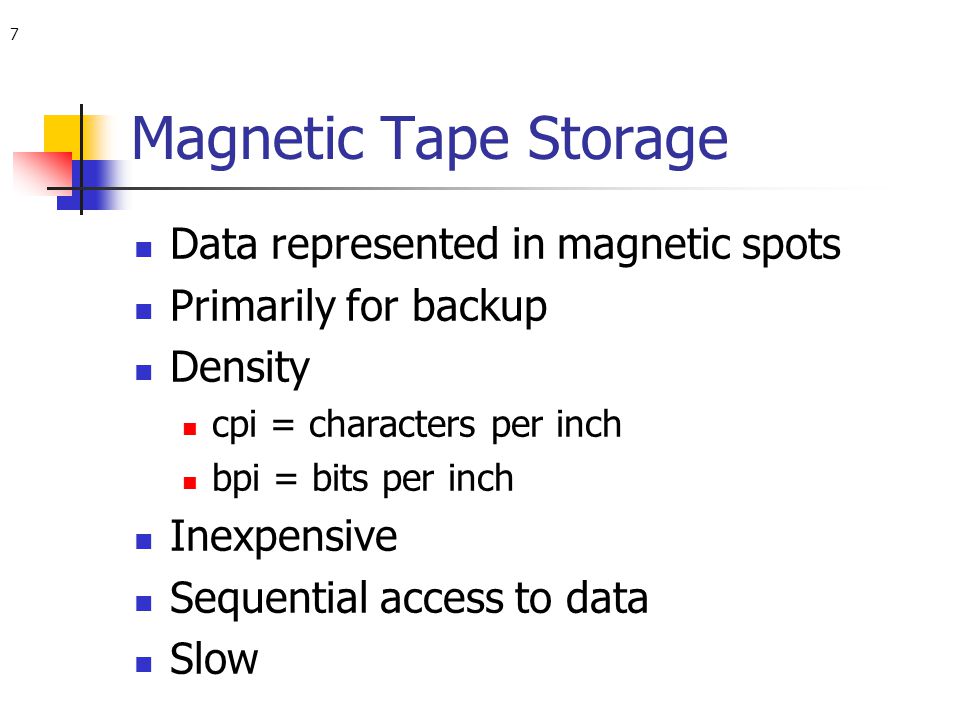 7
Magnetic Tape Storage
Data represented in magnetic spots
Primarily for backup
Density
cpi = characters per inch
bpi = bits per inch
Inexpensive
Sequential access to data
Slow